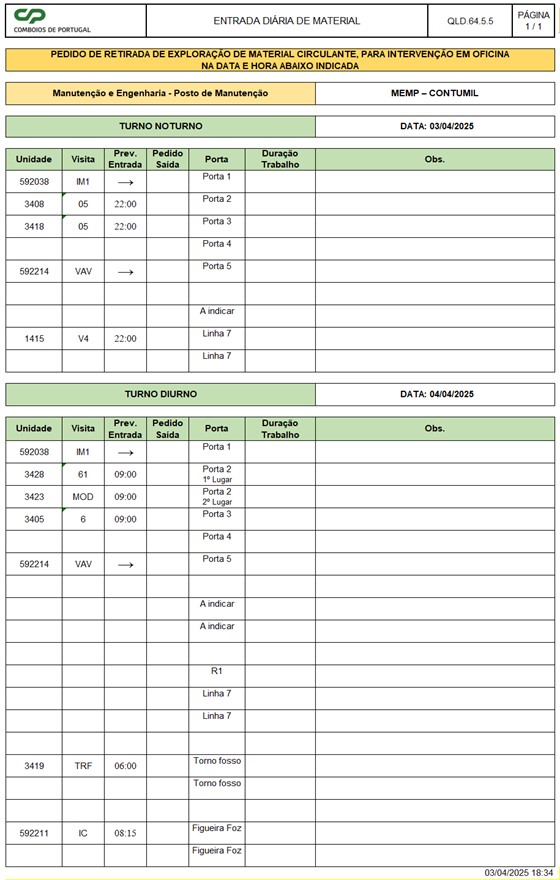 CP
COMBOIOS DE PORTUGAL
ENTRADA DIÁRIA DE MATERIAL
QLD.64.5.5
PÁGINA
1 / 1
PEDIDO DE RETIRADA DE EXPLORAÇÃO DE MATERIAL CIRCULANTE, PARA INTERVENÇÃO EM OFICINA
NA DATA E HORA ABAIXO INDICADA
Manutenção e Engenharia - Posto de Manutenção MEMP – CONTUMIL
TURNO NOTURNO DATA: 03/04/2025
Unidade Visita Prev. Entrada Pedido Saída Porta Duração Trabalho Obs.
592038 IM1 → Porta 1
3408 05 22:00 Porta 2
3418 05 22:00 Porta 3
Porta 4
592214 VAV → Porta 5
A indicar
1415 V4 22:00 Linha 7
Linha 7
TURNO DIURNO DATA: 04/04/2025
Unidade Visita Prev. Entrada Pedido Saída Porta Duração Trabalho Obs.
592038 IM1 → Porta 1
3428 61 09:00 Porta 2 1º Lugar
3423 MOD 09:00 Porta 2 2º Lugar
3405 6 09:00 Porta 3
Porta 4
592214 VAV → Porta 5
A indicar
A indicar
R1
Linha 7
Linha 7
3419 TRF 06:00 Torno fosso
Torno fosso
592211 IC 08:15 Figueira Foz
Figueira Foz
03/04/2025 18:34